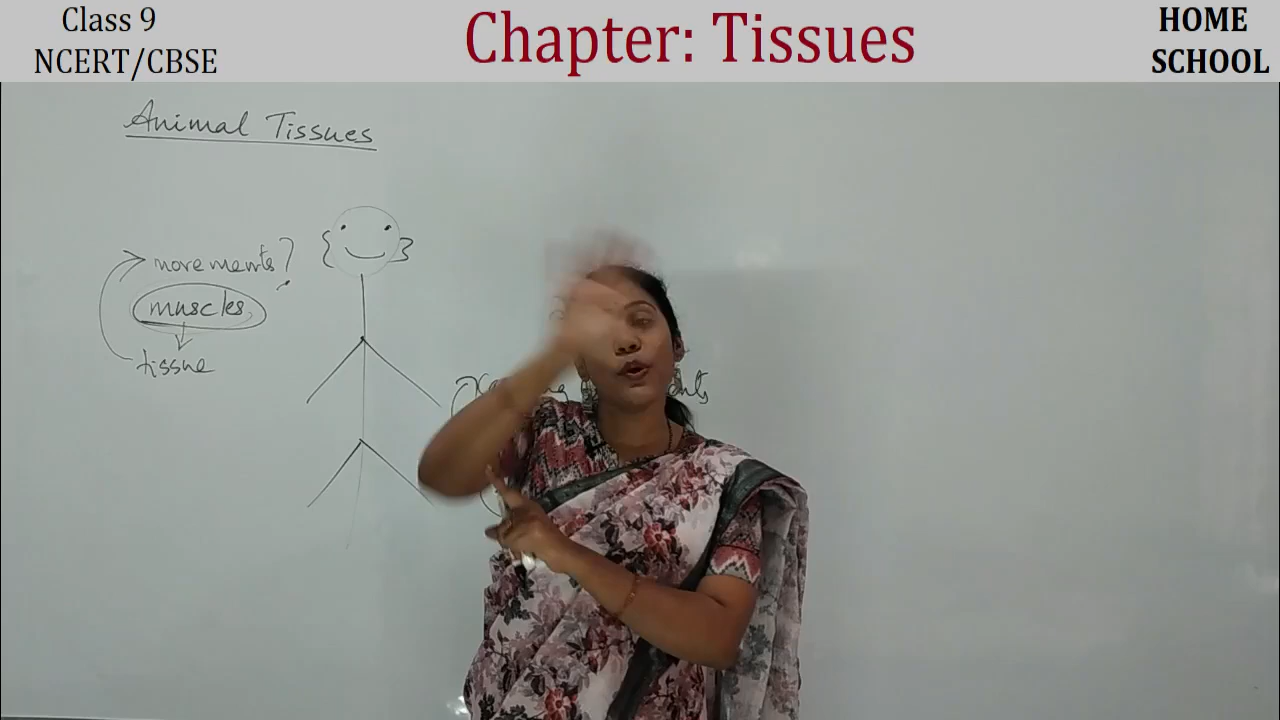 Class 9
NCERT/CBSE
Chapter: Tissues
HOME
SCHOOL
Animal Tissues
movements?
muscles
tissue